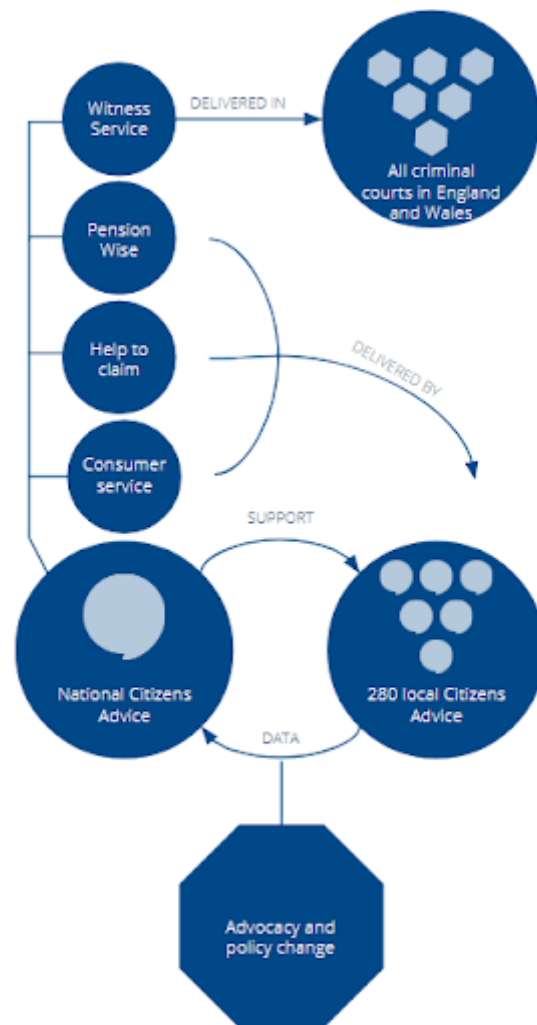 Witness
Service
DELIVERED IN
All criminal
courts in England
and Wales
Pension
Wise
Help to
claim
DELIVERED BY
Consumer
service
SUPPORT
National Citizens
Advice
280 local Citizens
Advice
DATA
Advocacy and
policy change